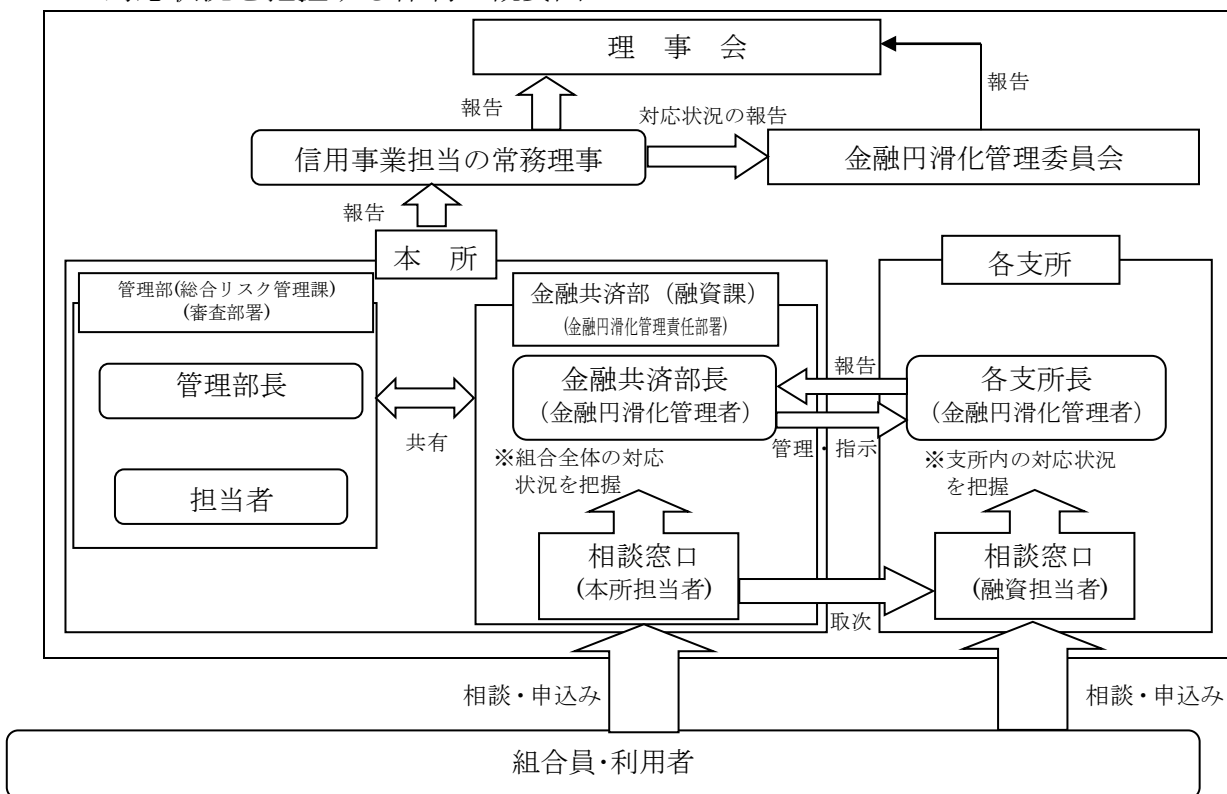 理　事　会
報告
報告
対応状況の報告
信用事業担当の常務理事
金融円滑化管理委員会
報告
本　所
各支所
管理部(総合リスク管理課)
(審査部署)
金融共済部（融資課）
(金融円滑化管理責任部署)
管理部長
共有
担当者
金融共済部長
（金融円滑化管理者）
報告
管理・指示
各支所長
（金融円滑化管理者）
※組合全体の対応
状況を把握
※支所内の対応状況
を把握
相談窓口
(本所担当者)
取次
相談窓口
(融資担当者)
相談・申込み
相談・申込み
組合員・利用者